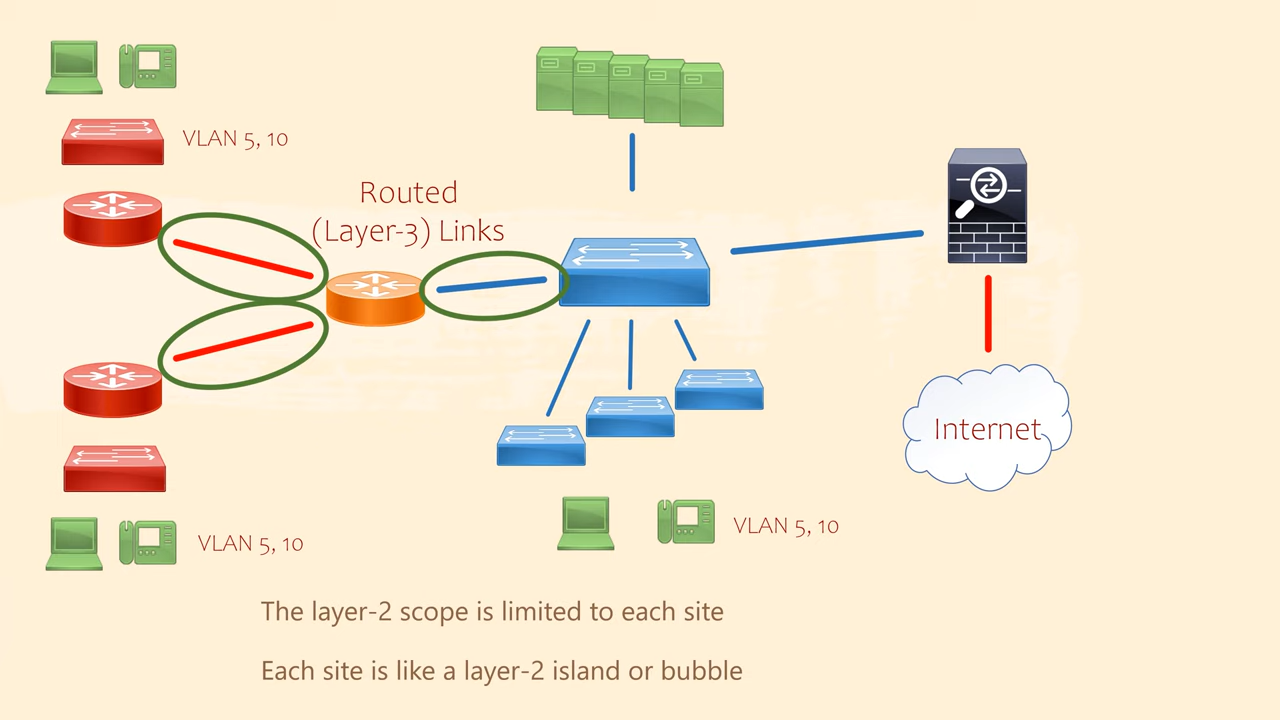 VLAN 5, 10
Routed
(Layer-3) Links
Internet
VLAN 5, 10
VLAN 5, 10
The layer-2 scope is limited to each site
Each site is like a layer-2 island or bubble